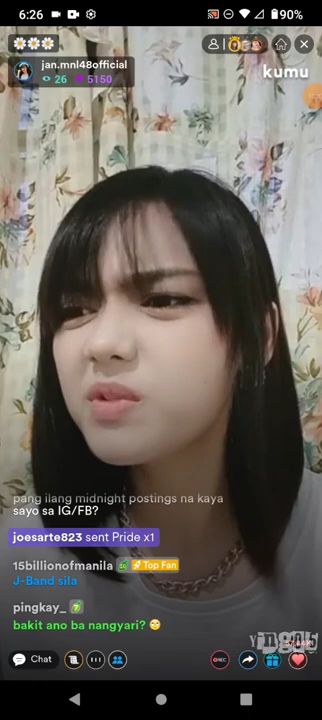 6:26
90%
jan.mnl48official
26 5150
kumu
pang ilang midnight postings na kaya
sayo sa IG/FB?
joesarte823 sent Pride x1
15billionofmanila Top Fan
J-Band sila
pingkay_
bakit ano ba nangyari?
Chat
REC